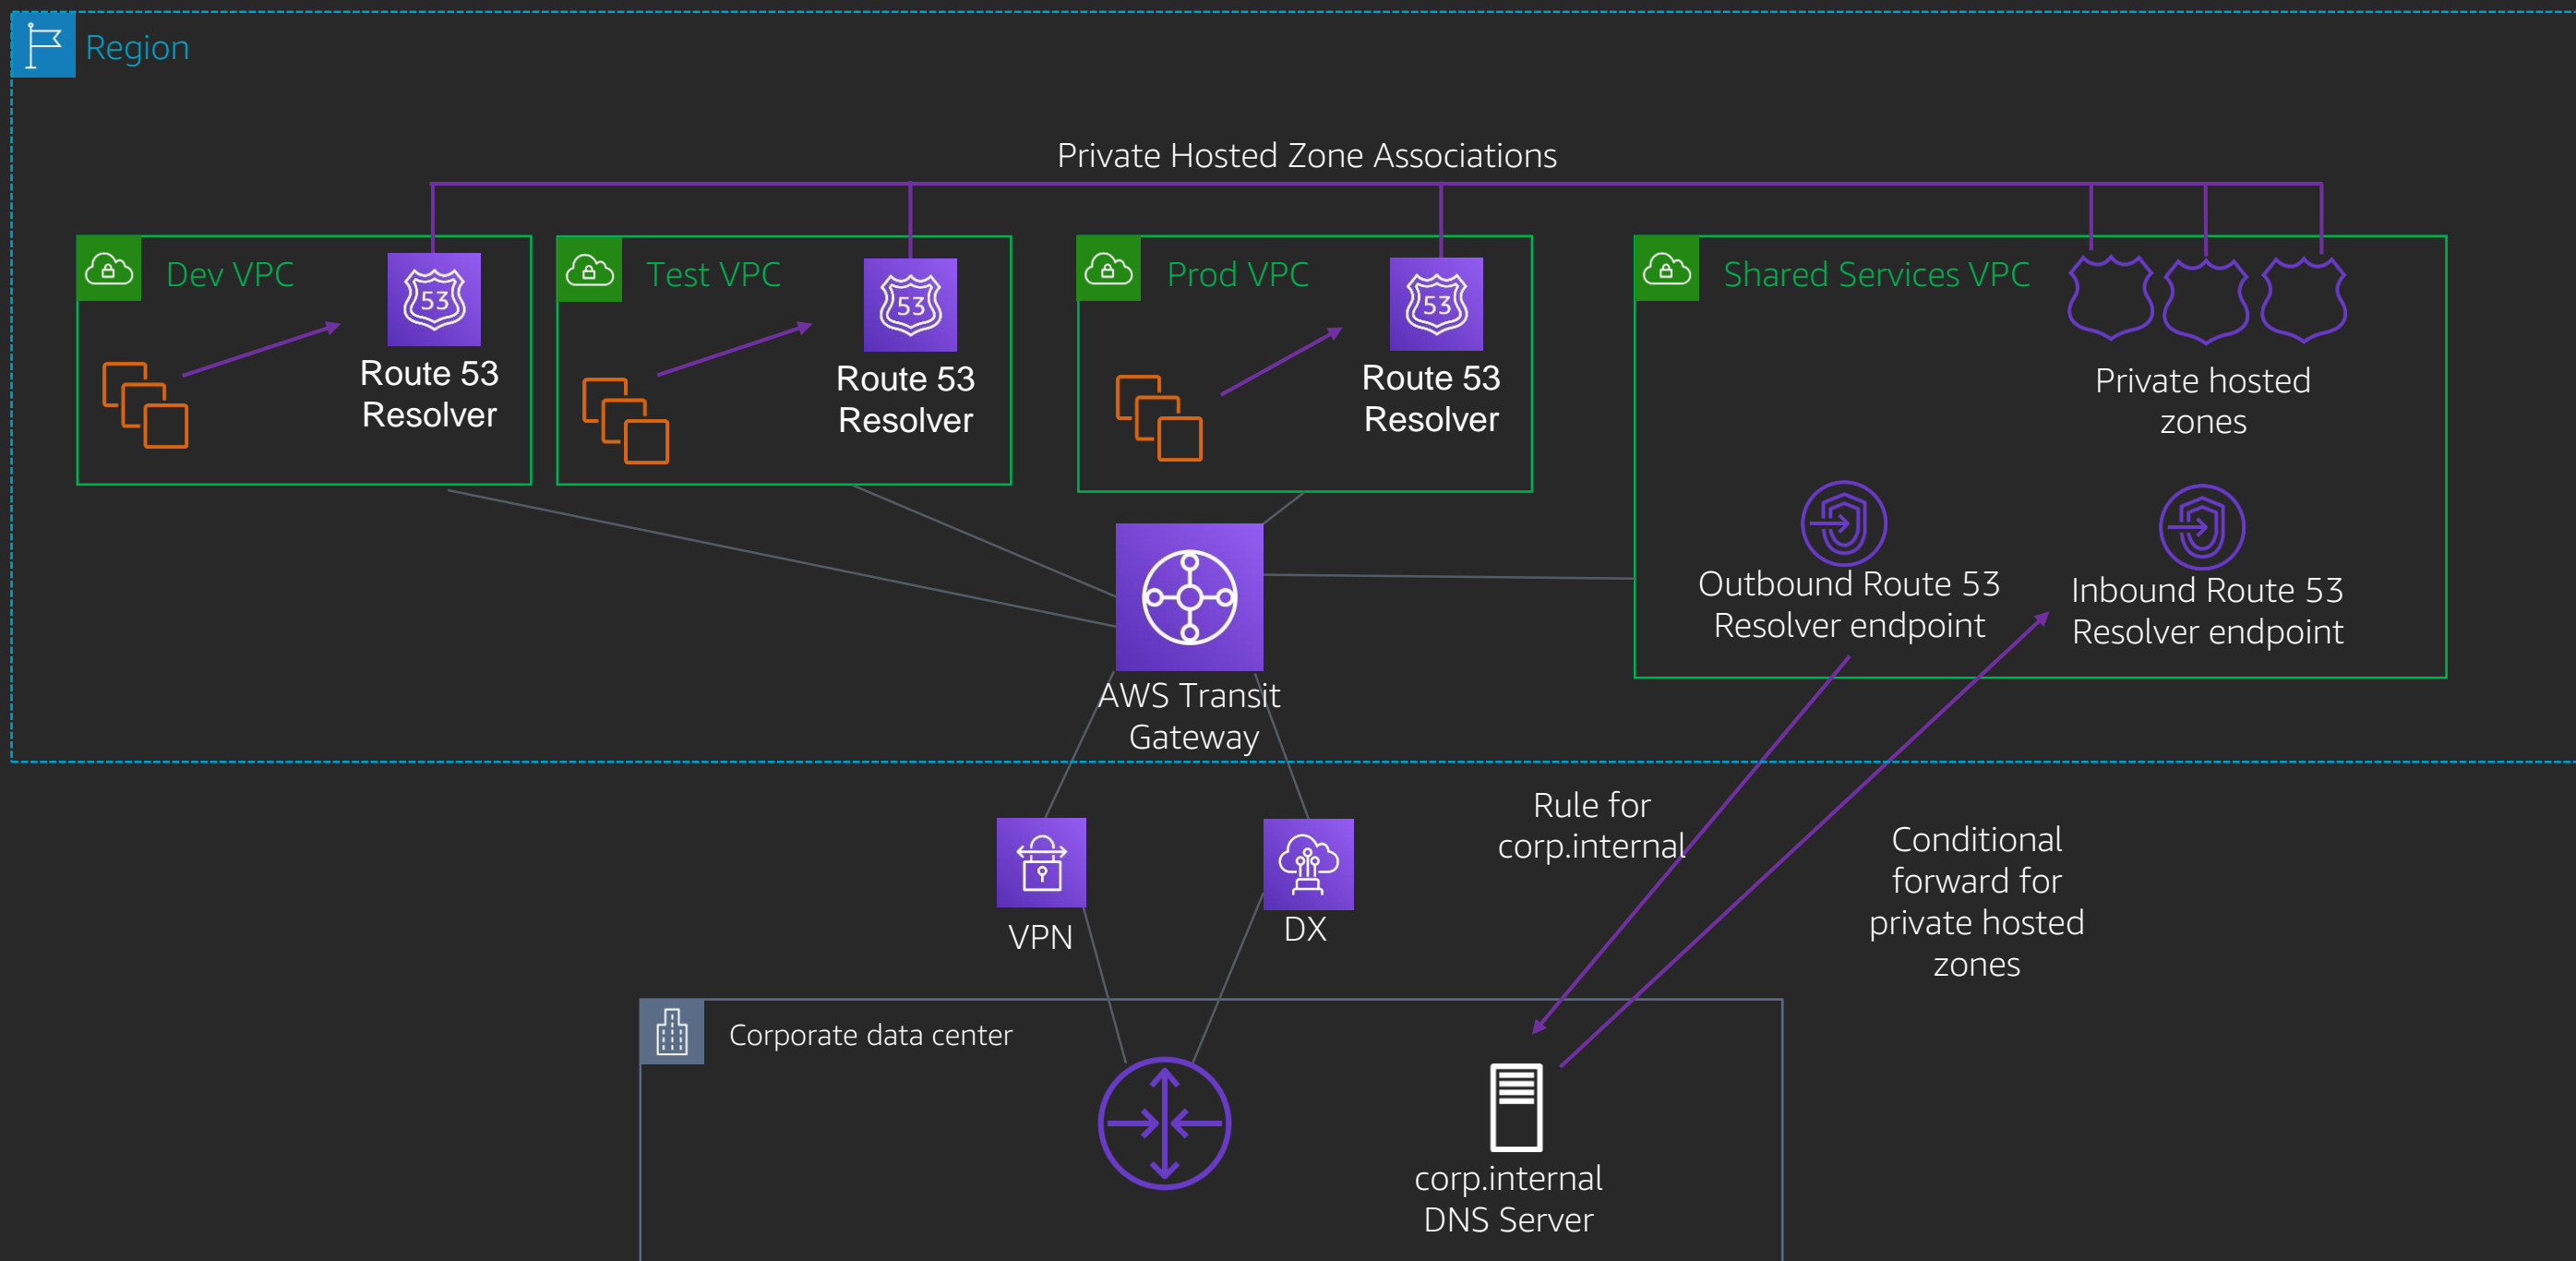 Region
Private Hosted Zone Associations
Dev VPC
53
Route 53
Resolver
Test VPC
53
Route 53
Resolver
Prod VPC
53
Route 53
Resolver
Shared Services VPC
Private hosted
zones
Outbound Route 53
Resolver endpoint
Inbound Route 53
Resolver endpoint
AWS Transit
Gateway
Rule for
corp.internal
Conditional
forward for
private hosted
zones
VPN
DX
Corporate data center
corp.internal
DNS Server